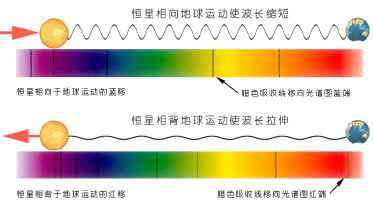 恒星相向地球运动使波长缩短
恒星相向于地球运动的蓝移
暗色吸收线移向光谱图蓝端
恒星相背地球运动使波长拉伸
恒星相背于地球运动的红移
暗色吸收线移向光谱图红端